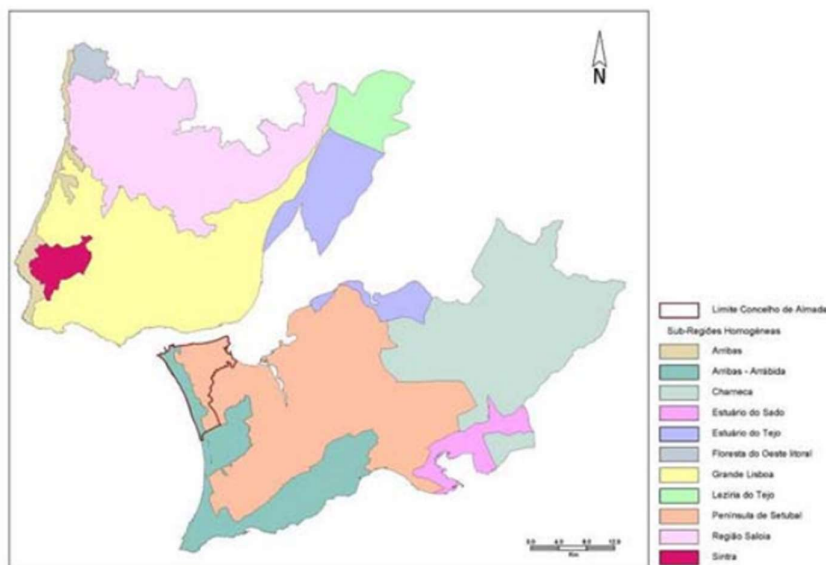 N
Limite Concelho de Almada
Sub-Regiões Homogéneas
Arribas
Arribas - Arrábida
Charneca
Estuário do Sado
Estuário do Tejo
Floresta do Oeste litoral
Grande Lisboa
Lezíria do Tejo
Península de Setubal
Região Saloia
Sintra
Km